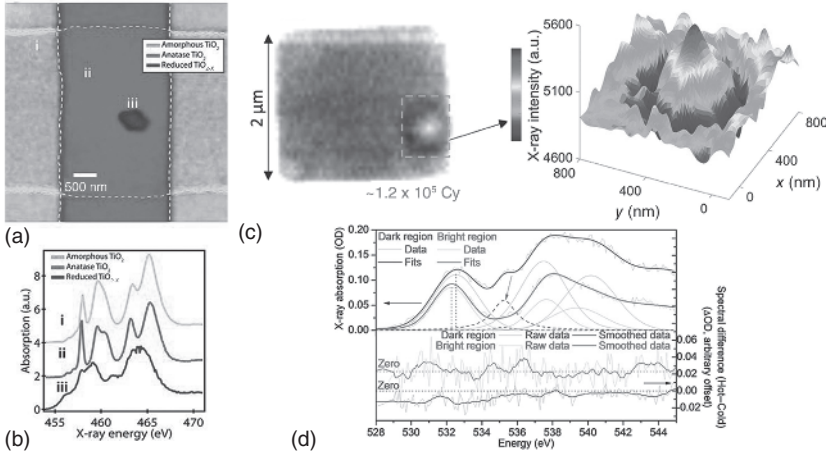 i
ii
iii
Amorphous TiO2
Anatase TiO2
Reduced TiO2-x
500 nm
(a)
2 μm
~1.2 x 10^5 Cy
X-ray intensity (a.u.)
5600
5100
4600
800
400
0
y (nm)
0
400
800
x (nm)
(c)
Absorption (a.u.)
8
6
4
2
0
Amorphous TiO2
Anatase TiO2
Reduced TiO2-x
i
ii
iii
455 460 465 470
X-ray energy (eV)
(b)
X-ray absorption (OD)
0.20
0.15
0.10
0.05
0.00
Dark region Bright region
Data Data
Fits Fits
Dark region Raw data Smoothed data
Bright region Raw data Smoothed data
Zero
Zero
0.06
0.04
0.02
0.00
-0.02
Spectral difference (Hot–Cold)
(ΔOD, arbitrary offset)
528 530 532 534 536 538 540 542 544
Energy (eV)
(d)